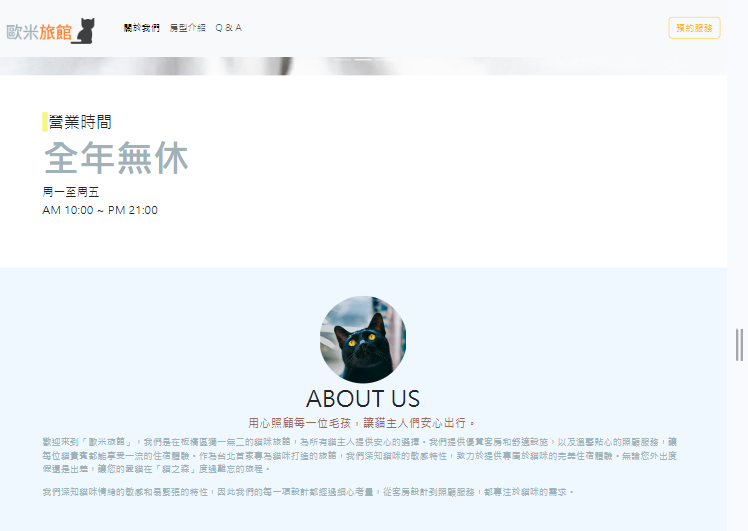 歐米旅館
關於我們 房型介紹 Q & A
預約服務
營業時間
全年無休
周一至周五
AM 10:00 ~ PM 21:00
ABOUT US
用心照顧每一位毛孩，讓貓主人們安心出行。
歡迎來到「歐米旅館」，我們是在板橋區獨一無二的貓咪旅館，為所有貓主人提供安心的選擇。我們提供優質客房和舒適設施，以及溫馨貼心的照顧服務，讓
每位貓貴賓都能享受一流的住宿體驗。作為台北首家專為貓咪打造的旅館，我們深知貓咪的敏感特性，致力於提供專屬於貓咪的完美住宿體驗。無論您外出度
假還是出差，讓您的愛貓在「貓之森」度過難忘的旅程。
我們深知貓咪情緒的敏感和易緊張的特性，因此我們的每一項設計都經過細心考量，從客房設計到照顧服務，都專注於貓咪的需求。